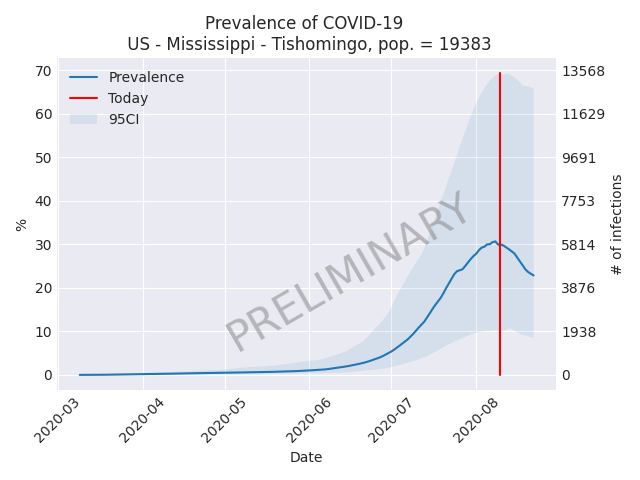 Prevalence of COVID-19
US - Mississippi - Tishomingo, pop. = 19383
Prevalence
Today
95CI
PRELIMINARY
%
70
60
50
40
30
20
10
0
13568
11629
9691
7753
5814
3876
1938
0
# of infections
2020-03
2020-04
2020-05
2020-06
2020-07
2020-08
Date